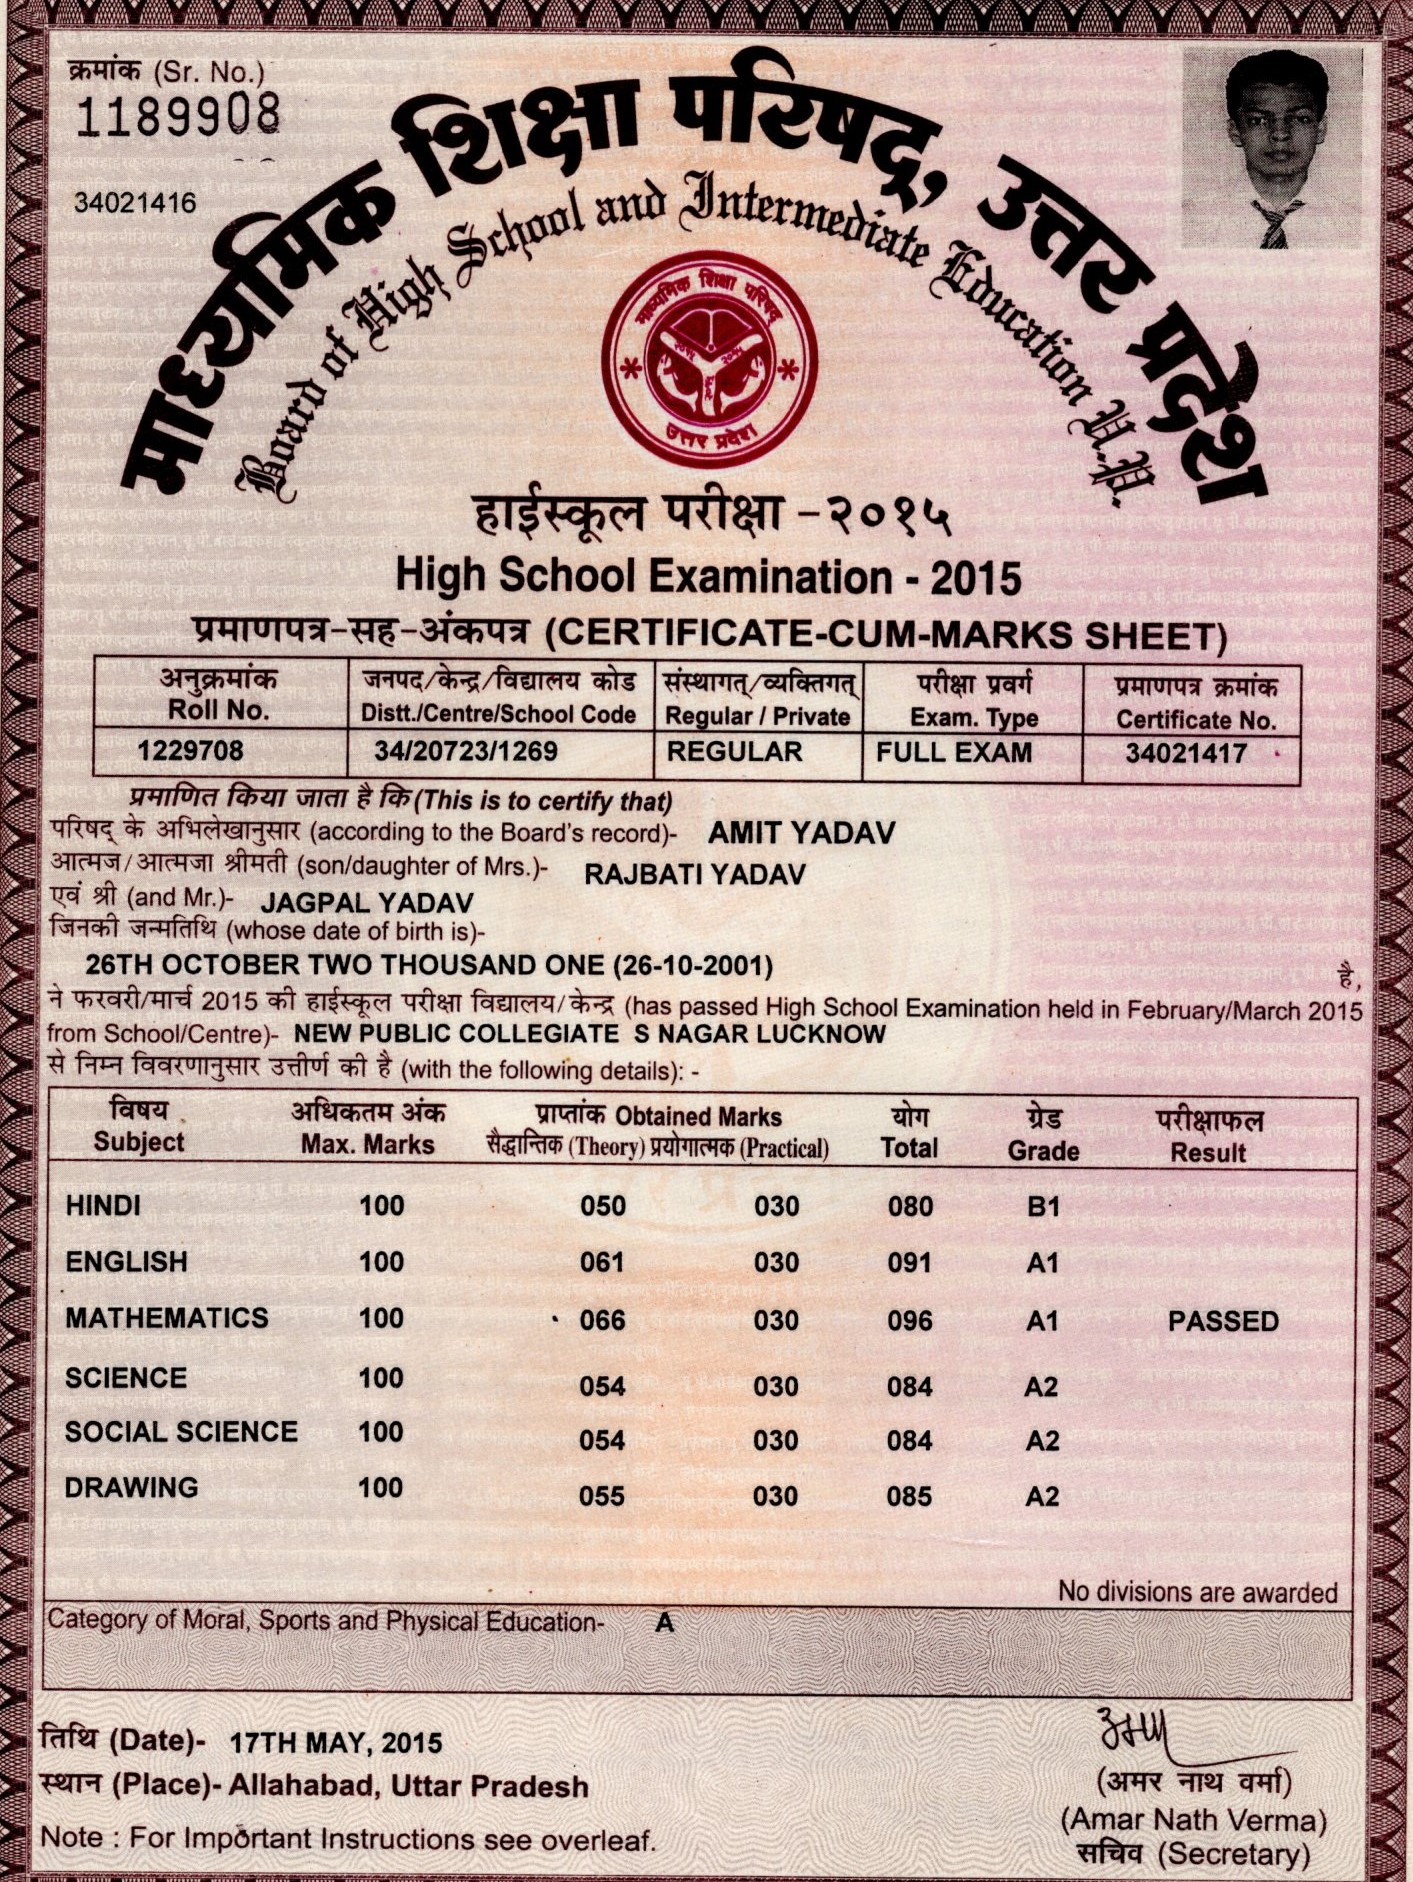 क्रमांक (Sr. No.)
1189908
34021416
माध्यमिक शिक्षा परिषद्, उत्तर प्रदेश
Board of High School and Intermediate Education U.P.
माध्यमिक शिक्षा परिषद्
उत्तर प्रदेश
हाईस्कूल परीक्षा - २०१५
High School Examination - 2015
प्रमाणपत्र-सह-अंकपत्र (CERTIFICATE-CUM-MARKS SHEET)
अनुक्रमांक जनपद/केन्द्र/विद्यालय कोड संस्थागत्/व्यक्तिगत् परीक्षा प्रवर्ग प्रमाणपत्र क्रमांक
Roll No. Distt./Centre/School Code Regular / Private Exam. Type Certificate No.
1229708 34/20723/1269 REGULAR FULL EXAM 34021417
प्रमाणित किया जाता है कि (This is to certify that)
परिषद् के अभिलेखानुसार (according to the Board's record)- AMIT YADAV
आत्मज/आत्मजा श्रीमती (son/daughter of Mrs.)- RAJBATI YADAV
एवं श्री (and Mr.)- JAGPAL YADAV
जिनकी जन्मतिथि (whose date of birth is)-
26TH OCTOBER TWO THOUSAND ONE (26-10-2001) है,
ने फरवरी/मार्च 2015 की हाईस्कूल परीक्षा विद्यालय/केन्द्र (has passed High School Examination held in February/March 2015
from School/Centre)- NEW PUBLIC COLLEGIATE S NAGAR LUCKNOW
से निम्न विवरणानुसार उत्तीर्ण की है (with the following details): -
विषय अधिकतम अंक प्राप्तांक Obtained Marks योग ग्रेड परीक्षाफल
Subject Max. Marks सैद्धान्तिक (Theory) प्रयोगात्मक (Practical) Total Grade Result
HINDI 100 050 030 080 B1
ENGLISH 100 061 030 091 A1
MATHEMATICS 100 066 030 096 A1 PASSED
SCIENCE 100 054 030 084 A2
SOCIAL SCIENCE 100 054 030 084 A2
DRAWING 100 055 030 085 A2
No divisions are awarded
Category of Moral, Sports and Physical Education- A
तिथि (Date)- 17TH MAY, 2015
स्थान (Place)- Allahabad, Uttar Pradesh
Note : For Important Instructions see overleaf.
(अमर नाथ वर्मा)
(Amar Nath Verma)
सचिव (Secretary)